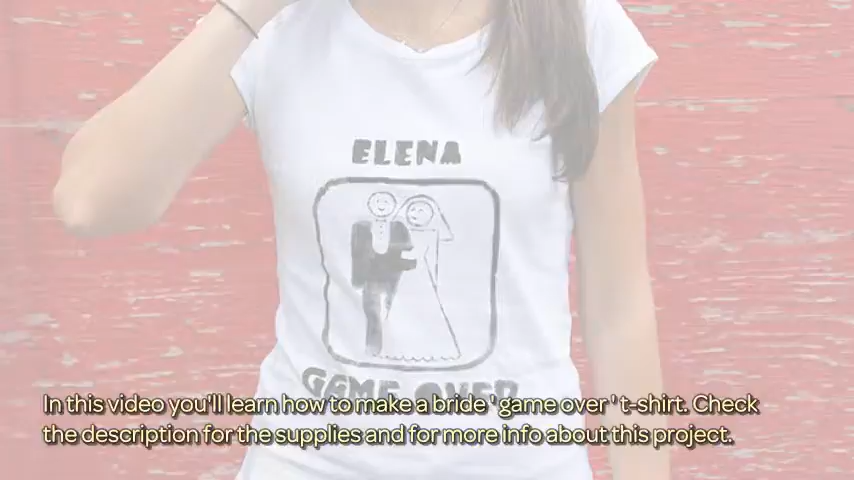 ELENA
GAME OVER
In this video you'll learn how to make a bride 'game over' t-shirt. Check
the description for the supplies and for more info about this project.